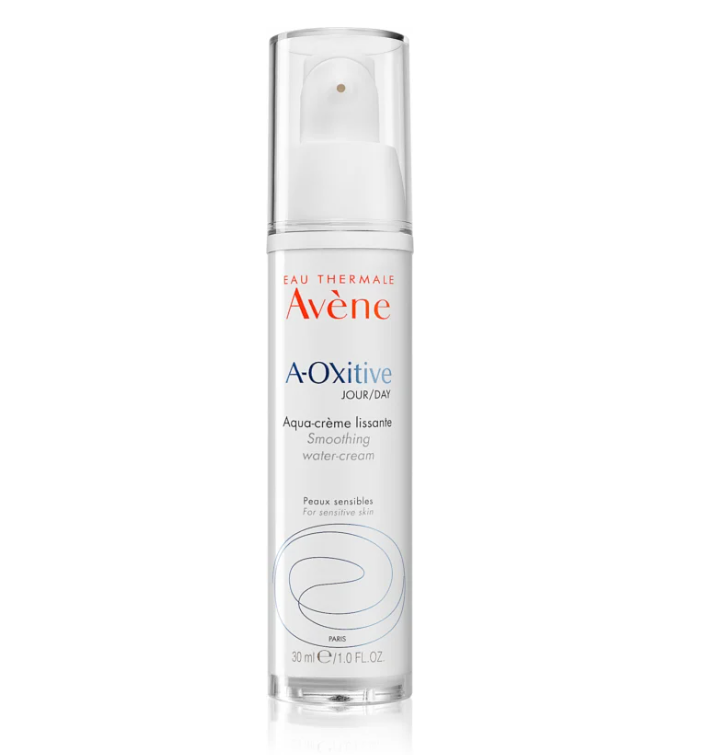 EAU THERMALE
Avène
A-OXitive
JOUR/DAY
Aqua-crème lissante
Smoothing
water-cream
Peaux sensibles
For sensitive skin
PARIS
30 ml ℮/1.0 FL.OZ.